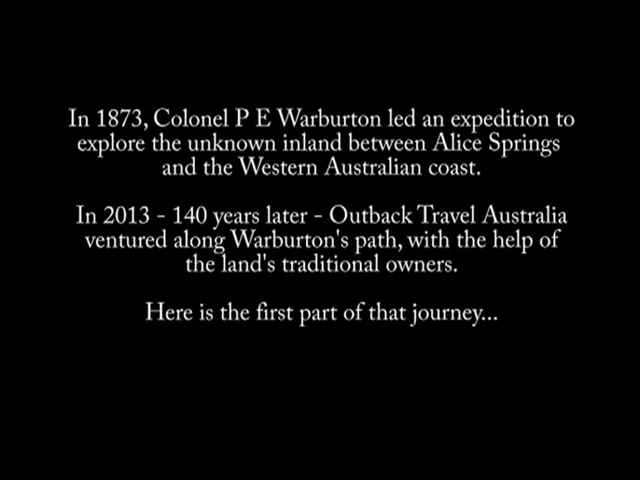 In 1873, Colonel P E Warburton led an expedition to
explore the unknown inland between Alice Springs
and the Western Australian coast.
In 2013 - 140 years later - Outback Travel Australia
ventured along Warburton's path, with the help of
the land's traditional owners.
Here is the first part of that journey...